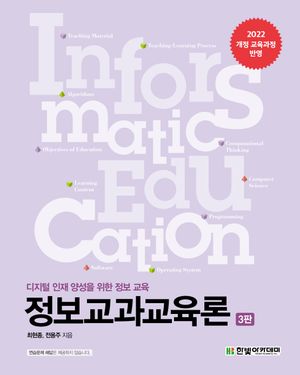 2022
개정 교육과정
반영
Teaching Material
Teaching-Learning Process
Infor
matics
Edu
cation
Algorithms
Objectives of Education
Computational
Thinking
Learning
Content
Computer
Science
Programming
Software
Operating System
디지털 인재 양성을 위한 정보 교육
정보교과교육론 3판
최현종, 전용주 지음
연습문제 해답은 제공하지 않습니다.
한빛아카데미